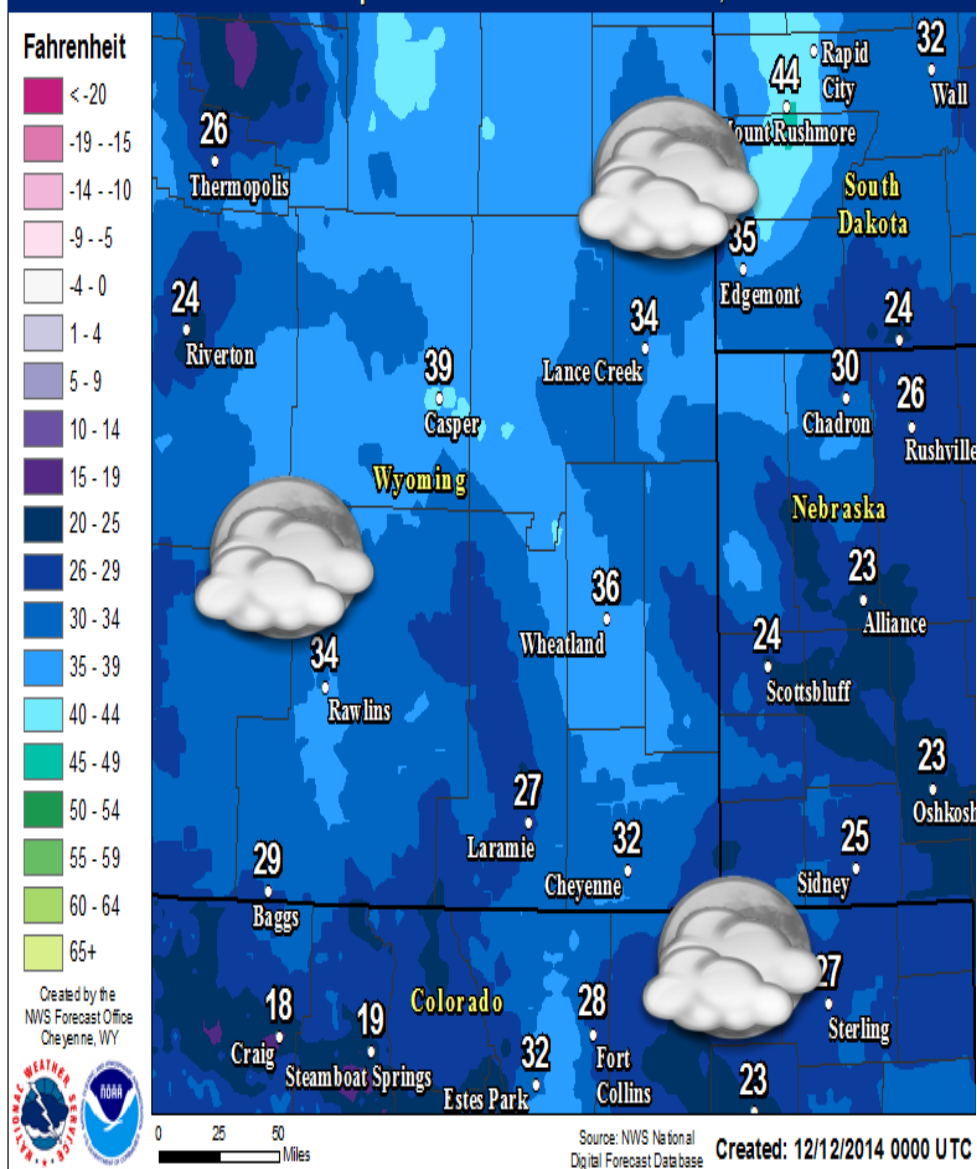 Fahrenheit
< -20
-19 - -15
-14 - -10
-9 - -5
-4 - 0
1 - 4
5 - 9
10 - 14
15 - 19
20 - 25
26 - 29
30 - 34
35 - 39
40 - 44
45 - 49
50 - 54
55 - 59
60 - 64
65+
Created by the
NWS Forecast Office
Cheyenne, WY
NATIONAL WEATHER SERVICE
NOAA
Rapid
City
32
Wall
44
Mount Rushmore
26
Thermopolis
South
Dakota
35
Edgemont
24
Riverton
34
Lance Creek
24
39
Casper
30
Chadron
26
Rushville
Wyoming
Nebraska
36
Wheatland
23
Alliance
34
Rawlins
24
Scottsbluff
23
Oshkosh
27
Laramie
32
Cheyenne
25
Sidney
29
Baggs
Colorado
27
Sterling
18
Craig
19
Steamboat Springs
28
Fort
Collins
32
Estes Park
23
0 25 50
Miles
Source: NWS National
Digital Forecast Database
Created: 12/12/2014 0000 UTC